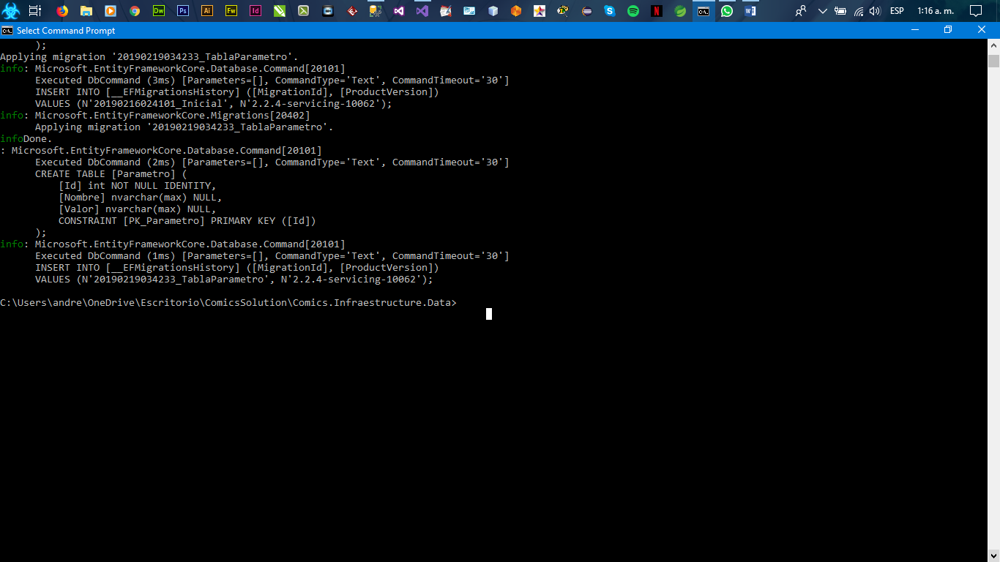 Dw
Ps
Ai
Fw
Id
ESP
1:16 a. m.
Select Command Prompt
);
Applying migration '20190219034233_TablaParametro'.
info: Microsoft.EntityFrameworkCore.Database.Command[20101]
Executed DbCommand (3ms) [Parameters=[], CommandType='Text', CommandTimeout='30']
INSERT INTO [__EFMigrationsHistory] ([MigrationId], [ProductVersion])
VALUES (N'20190216024101_Inicial', N'2.2.4-servicing-10062');
info: Microsoft.EntityFrameworkCore.Migrations[20402]
Applying migration '20190219034233_TablaParametro'.
infoDone.
: Microsoft.EntityFrameworkCore.Database.Command[20101]
Executed DbCommand (2ms) [Parameters=[], CommandType='Text', CommandTimeout='30']
CREATE TABLE [Parametro] (
[Id] int NOT NULL IDENTITY,
[Nombre] nvarchar(max) NULL,
[Valor] nvarchar(max) NULL,
CONSTRAINT [PK_Parametro] PRIMARY KEY ([Id])
);
info: Microsoft.EntityFrameworkCore.Database.Command[20101]
Executed DbCommand (1ms) [Parameters=[], CommandType='Text', CommandTimeout='30']
INSERT INTO [__EFMigrationsHistory] ([MigrationId], [ProductVersion])
VALUES (N'20190219034233_TablaParametro', N'2.2.4-servicing-10062');
C:\Users\andre\OneDrive\Escritorio\ComicsSolution\Comics.Infraestructure.Data>